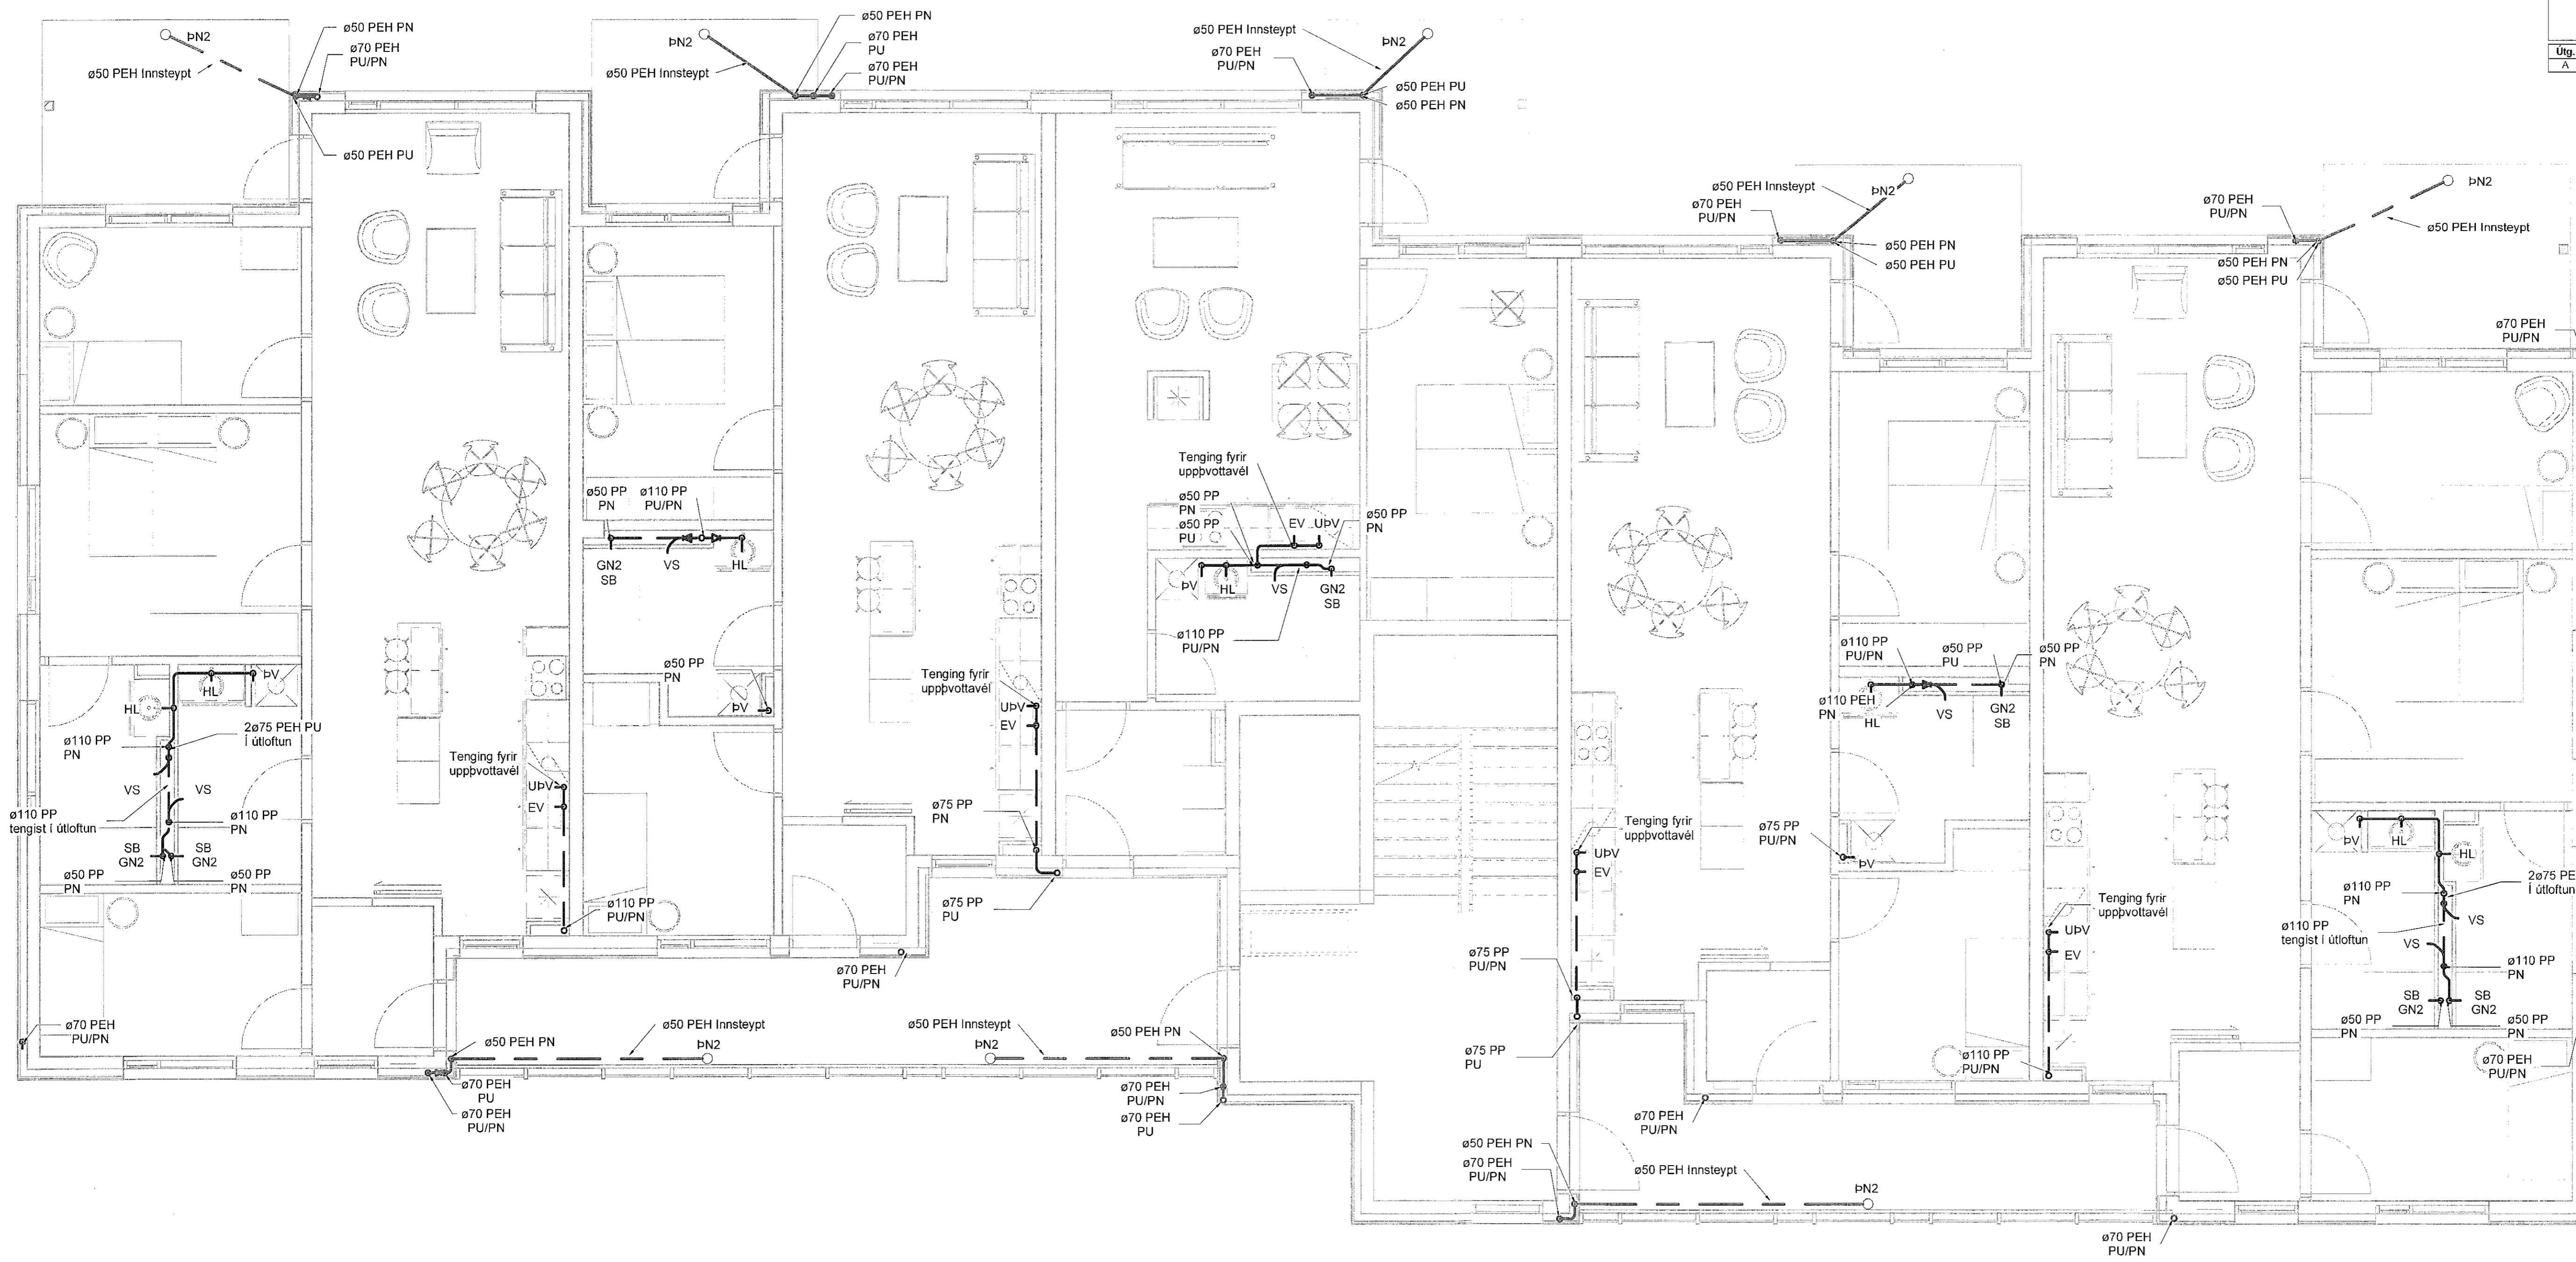 Útg.
A
ø50 PEH PN
ø70 PEH
PU/PN
ÞN2
ø50 PEH Innsteypt
ø50 PEH PU
ø50 PEH PN
ø70 PEH
PU
ø70 PEH
PU/PN
ÞN2
ø50 PEH Innsteypt
ø50 PEH Innsteypt
ÞN2
ø70 PEH
PU/PN
ø50 PEH PU
ø50 PEH PN
ø50 PEH Innsteypt
ÞN2
ø70 PEH
PU/PN
ø50 PEH PN
ø50 PEH PU
ø70 PEH
PU/PN
ÞN2
ø50 PEH Innsteypt
ø50 PEH PN
ø50 PEH PU
ø70 PEH
PU/PN
Tenging fyrir
uppþvottavél
ø50 PP
PN
ø50 PP
PU
EV UÞV
ø50 PP
PN
ÞV
HL
VS
GN2
SB
ø110 PP
PU/PN
ø50 PP
PN
ø110 PP
PU/PN
GN2
SB
VS
HL
ø50 PP
PN
ÞV
ÞV
HL
HL
2ø75 PEH PU
Í útloftun
ø110 PP
PN
VS
VS
ø110 PP
tengist í útloftun
ø110 PP
PN
SB
GN2
SB
GN2
ø50 PP
PN
ø50 PP
PN
Tenging fyrir
uppþvottavél
UÞV
EV
ø110 PP
PU/PN
Tenging fyrir
uppþvottavél
UÞV
EV
ø75 PP
PN
ø75 PP
PU
ø70 PEH
PU/PN
ø110 PP
PU/PN
ø50 PP
PU
ø50 PP
PN
ø110 PEH
PN
HL
VS
GN2
SB
Tenging fyrir
uppþvottavél
UÞV
EV
ø75 PP
PU/PN
ÞV
ø75 PP
PU/PN
ø75 PP
PU
Tenging fyrir
uppþvottavél
UÞV
EV
ø110 PP
PU/PN
ÞV
HL
HL
2ø75 PE
Í útloftun
ø110 PP
PN
VS
VS
ø110 PP
tengist í útloftun
ø110 PP
PN
SB
GN2
SB
GN2
ø50 PP
PN
ø50 PP
PN
ø70 PEH
PU/PN
ø70 PEH
PU/PN
ø50 PEH PN
ø50 PEH Innsteypt
ÞN2
ø50 PEH Innsteypt
ÞN2
ø50 PEH PN
ø70 PEH
PU
ø70 PEH
PU/PN
ø70 PEH
PU/PN
ø70 PEH
PU
ø70 PEH
PU/PN
ø50 PEH PN
ø70 PEH
PU/PN
ø50 PEH Innsteypt
ÞN2
ø70 PEH
PU/PN